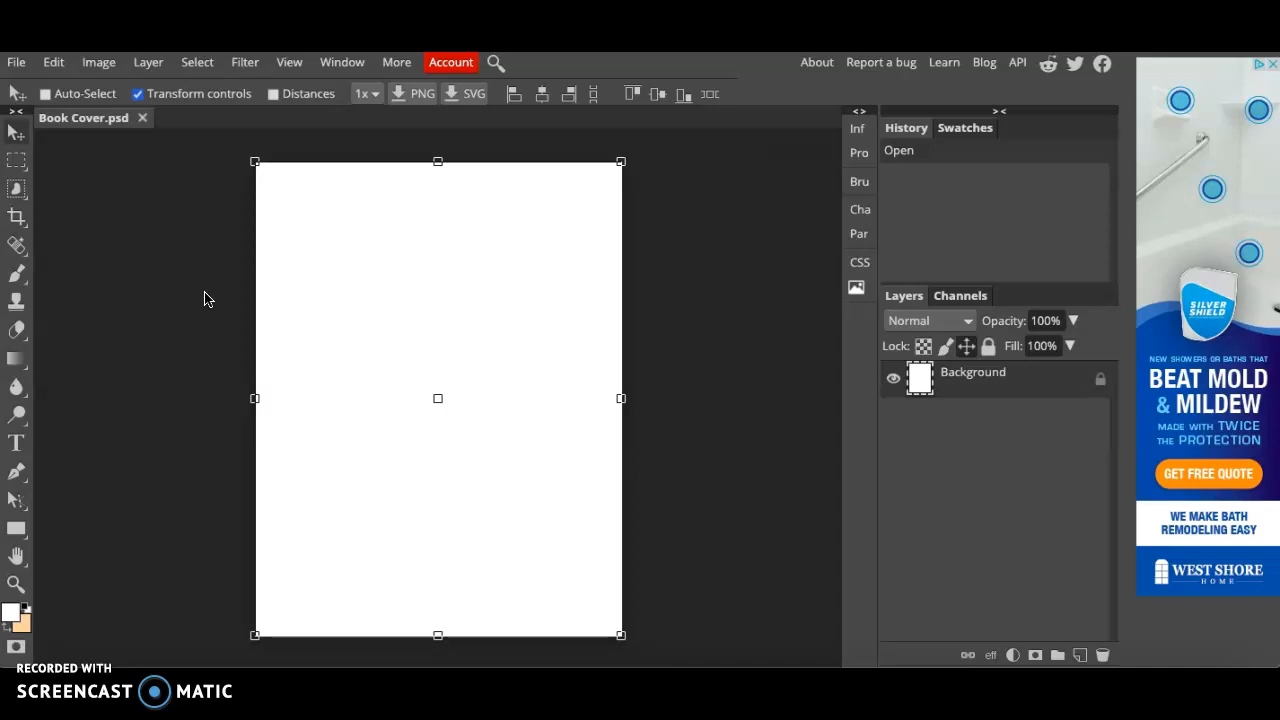 File Edit Image Layer Select Filter View Window More Account About Report a bug Learn Blog API
Auto-Select Transform controls Distances 1x PNG SVG
> < < > > <
Book Cover.psd
Inf
Pro
Bru
Cha
Par
CSS
History Swatches
Open
Layers Channels
Normal Opacity: 100%
Lock: Fill: 100%
Background
eff
T
SILVER
SHIELD
NEW SHOWERS OR BATHS THAT
BEAT MOLD
& MILDEW
MADE WITH TWICE
THE PROTECTION
GET FREE QUOTE
WE MAKE BATH
REMODELING EASY
WEST SHORE
HOME
RECORDED WITH
SCREENCAST MATIC